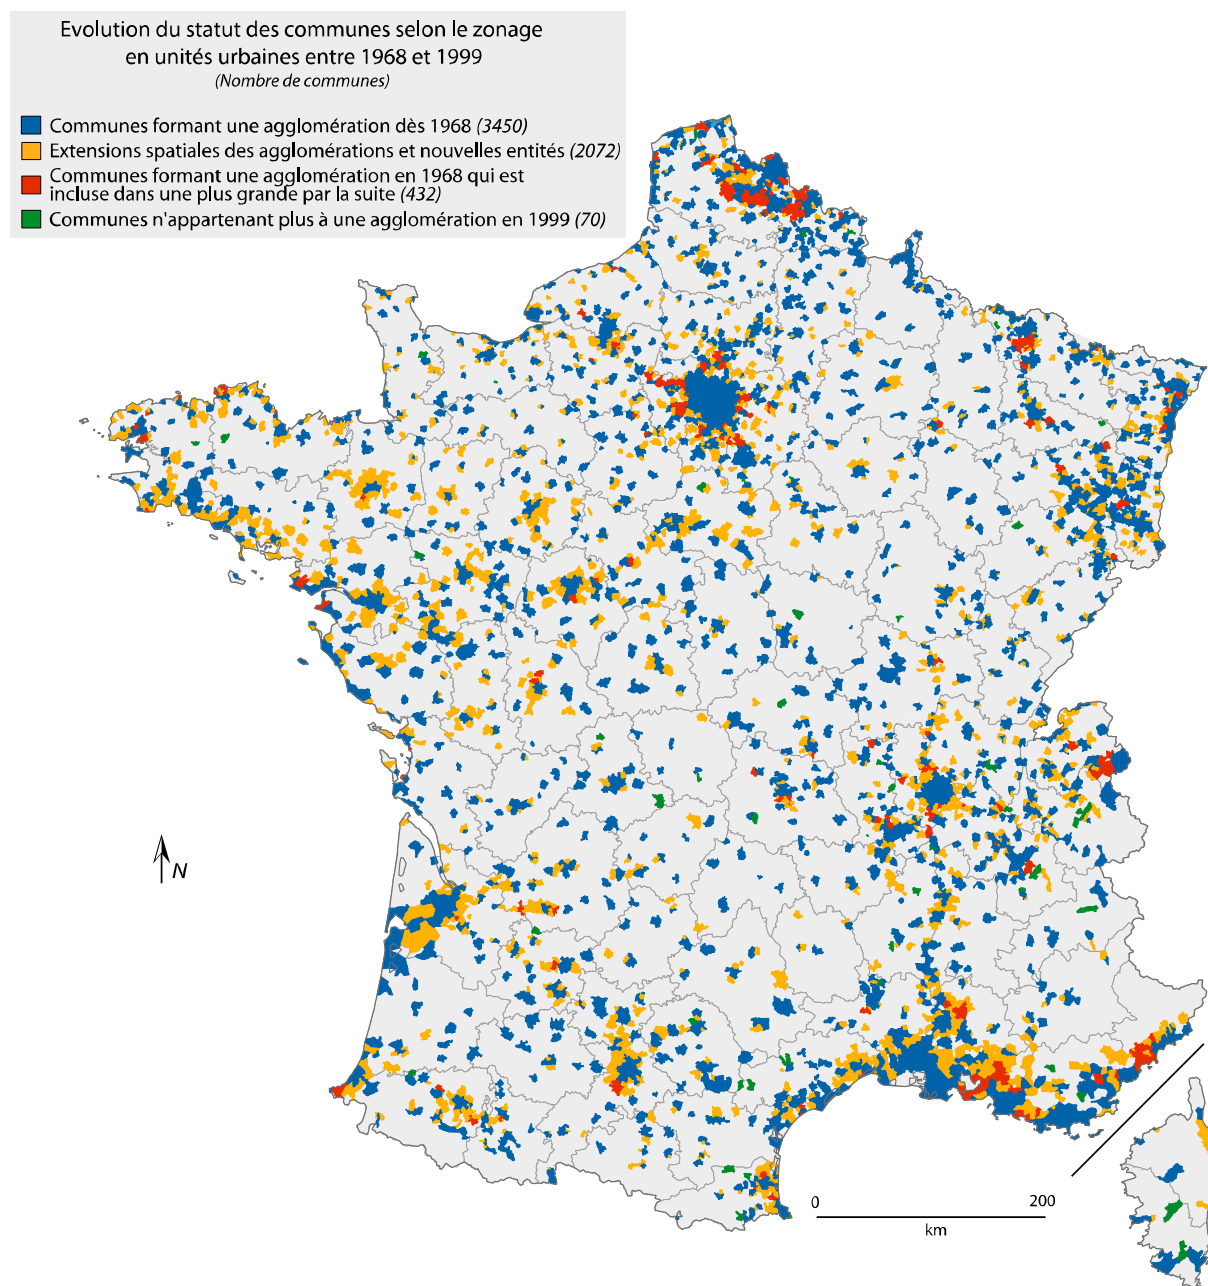 Evolution du statut des communes selon le zonage
en unités urbaines entre 1968 et 1999
(Nombre de communes)
Communes formant une agglomération dès 1968 (3450)
Extensions spatiales des agglomérations et nouvelles entités (2072)
Communes formant une agglomération en 1968 qui est
incluse dans une plus grande par la suite (432)
Communes n'appartenant plus à une agglomération en 1999 (70)
N
0 200
km